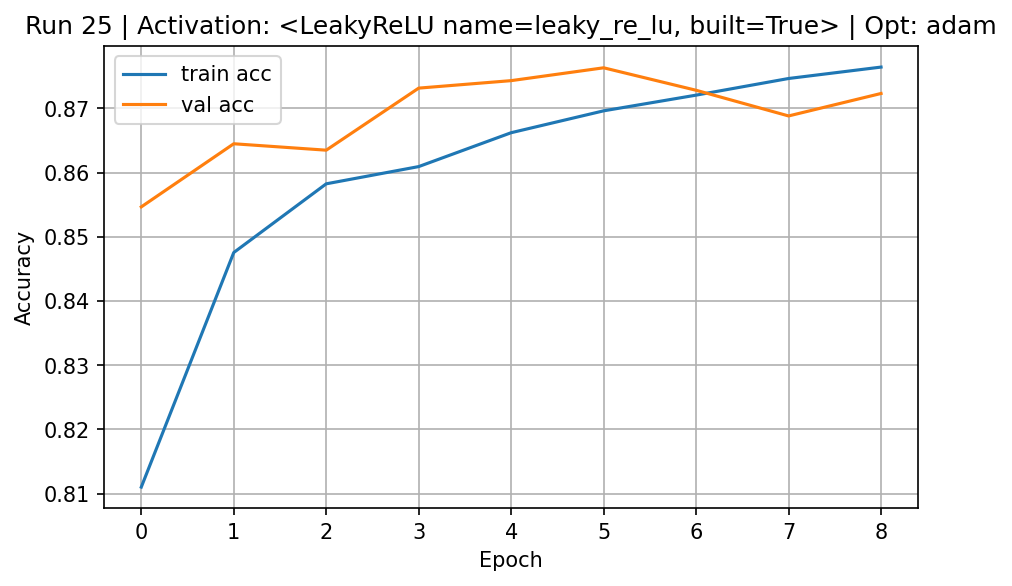 Run 25 | Activation: <LeakyReLU name=leaky_re_lu, built=True> | Opt: adam
train acc
val acc
0.87
0.86
0.85
0.84
0.83
0.82
0.81
Accuracy
0 1 2 3 4 5 6 7 8
Epoch